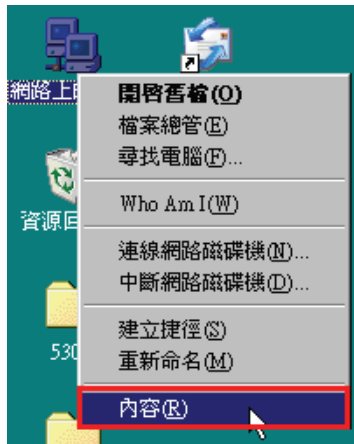 網路上
開啓舊檔(O)
檔案總管(E)
尋找電腦(F)...
Who Am I(W)
資源回
連線網路磁碟機(N)...
中斷網路磁碟機(D)...
建立捷徑(S)
530
重新命名(M)
內容(R)